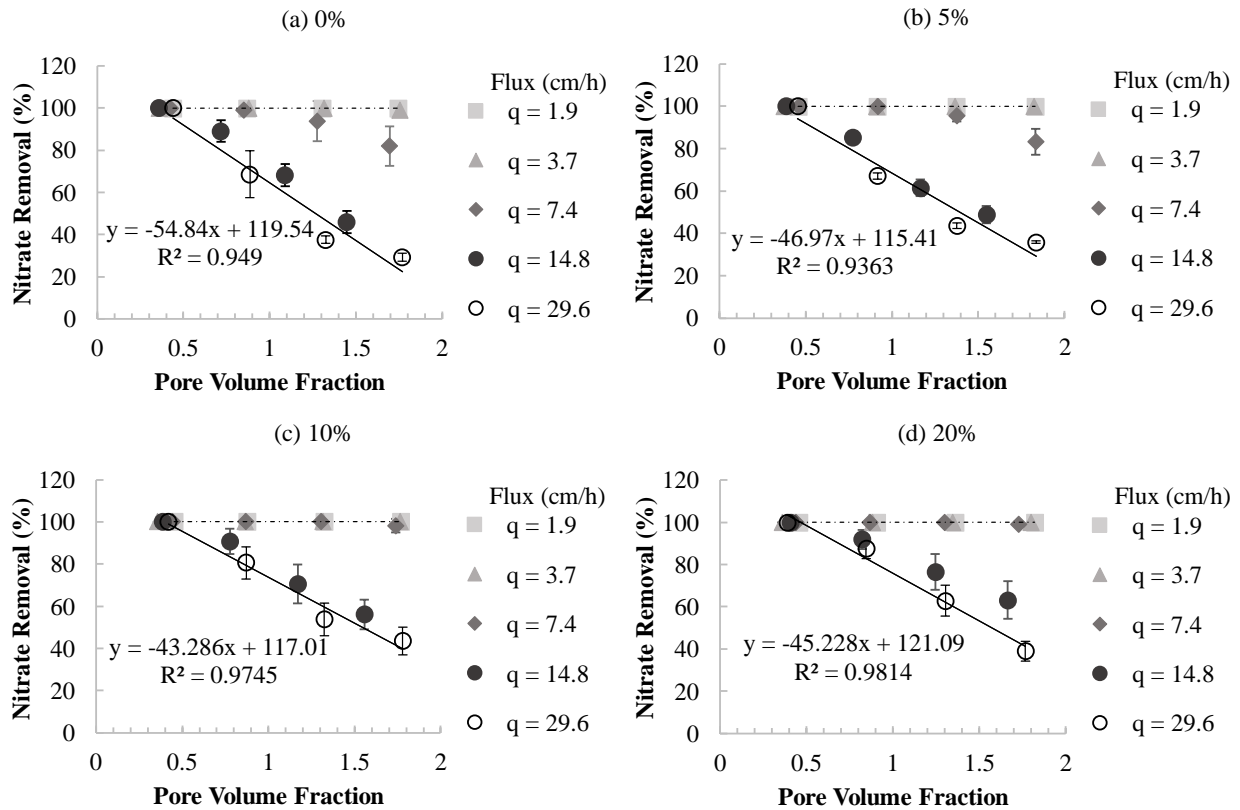 (a) 0%
Nitrate Removal (%)
120
100
80
60
40
20
0
0
0.5
1
1.5
2
Pore Volume Fraction
y = -54.84x + 119.54
R² = 0.949
Flux (cm/h)
q = 1.9
q = 3.7
q = 7.4
q = 14.8
q = 29.6
(b) 5%
Nitrate Removal (%)
120
100
80
60
40
20
0
0
0.5
1
1.5
2
Pore Volume Fraction
y = -46.97x + 115.41
R² = 0.9363
Flux (cm/h)
q = 1.9
q = 3.7
q = 7.4
q = 14.8
q = 29.6
(c) 10%
Nitrate Removal (%)
120
100
80
60
40
20
0
0
0.5
1
1.5
2
Pore Volume Fraction
y = -43.286x + 117.01
R² = 0.9745
Flux (cm/h)
q = 1.9
q = 3.7
q = 7.4
q = 14.8
q = 29.6
(d) 20%
Nitrate Removal (%)
120
100
80
60
40
20
0
0
0.5
1
1.5
2
Pore Volume Fraction
y = -45.228x + 121.09
R² = 0.9814
Flux (cm/h)
q = 1.9
q = 3.7
q = 7.4
q = 14.8
q = 29.6